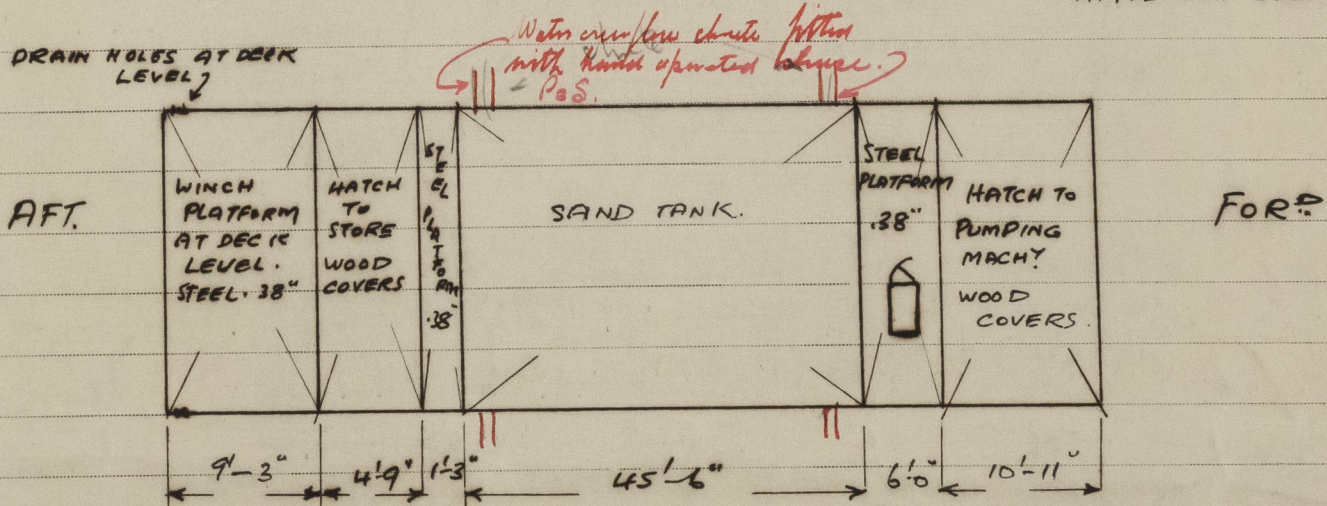 Water overflow chute fitted
with hand operated
P & S.
DRAIN HOLES AT DECK
LEVEL
AFT.
WINCH
PLATFORM
AT DECK
LEVEL.
STEEL .38"
HATCH
TO
STORE
WOOD
COVERS
STEEL PLATFORM .38"
SAND TANK.
STEEL
PLATFORM
.38"
HATCH TO
PUMPING
MACHY
WOOD
COVERS.
FORD
9'-3" 4'-9" 1'-3" 45'-6" 6'-0" 10'-11"